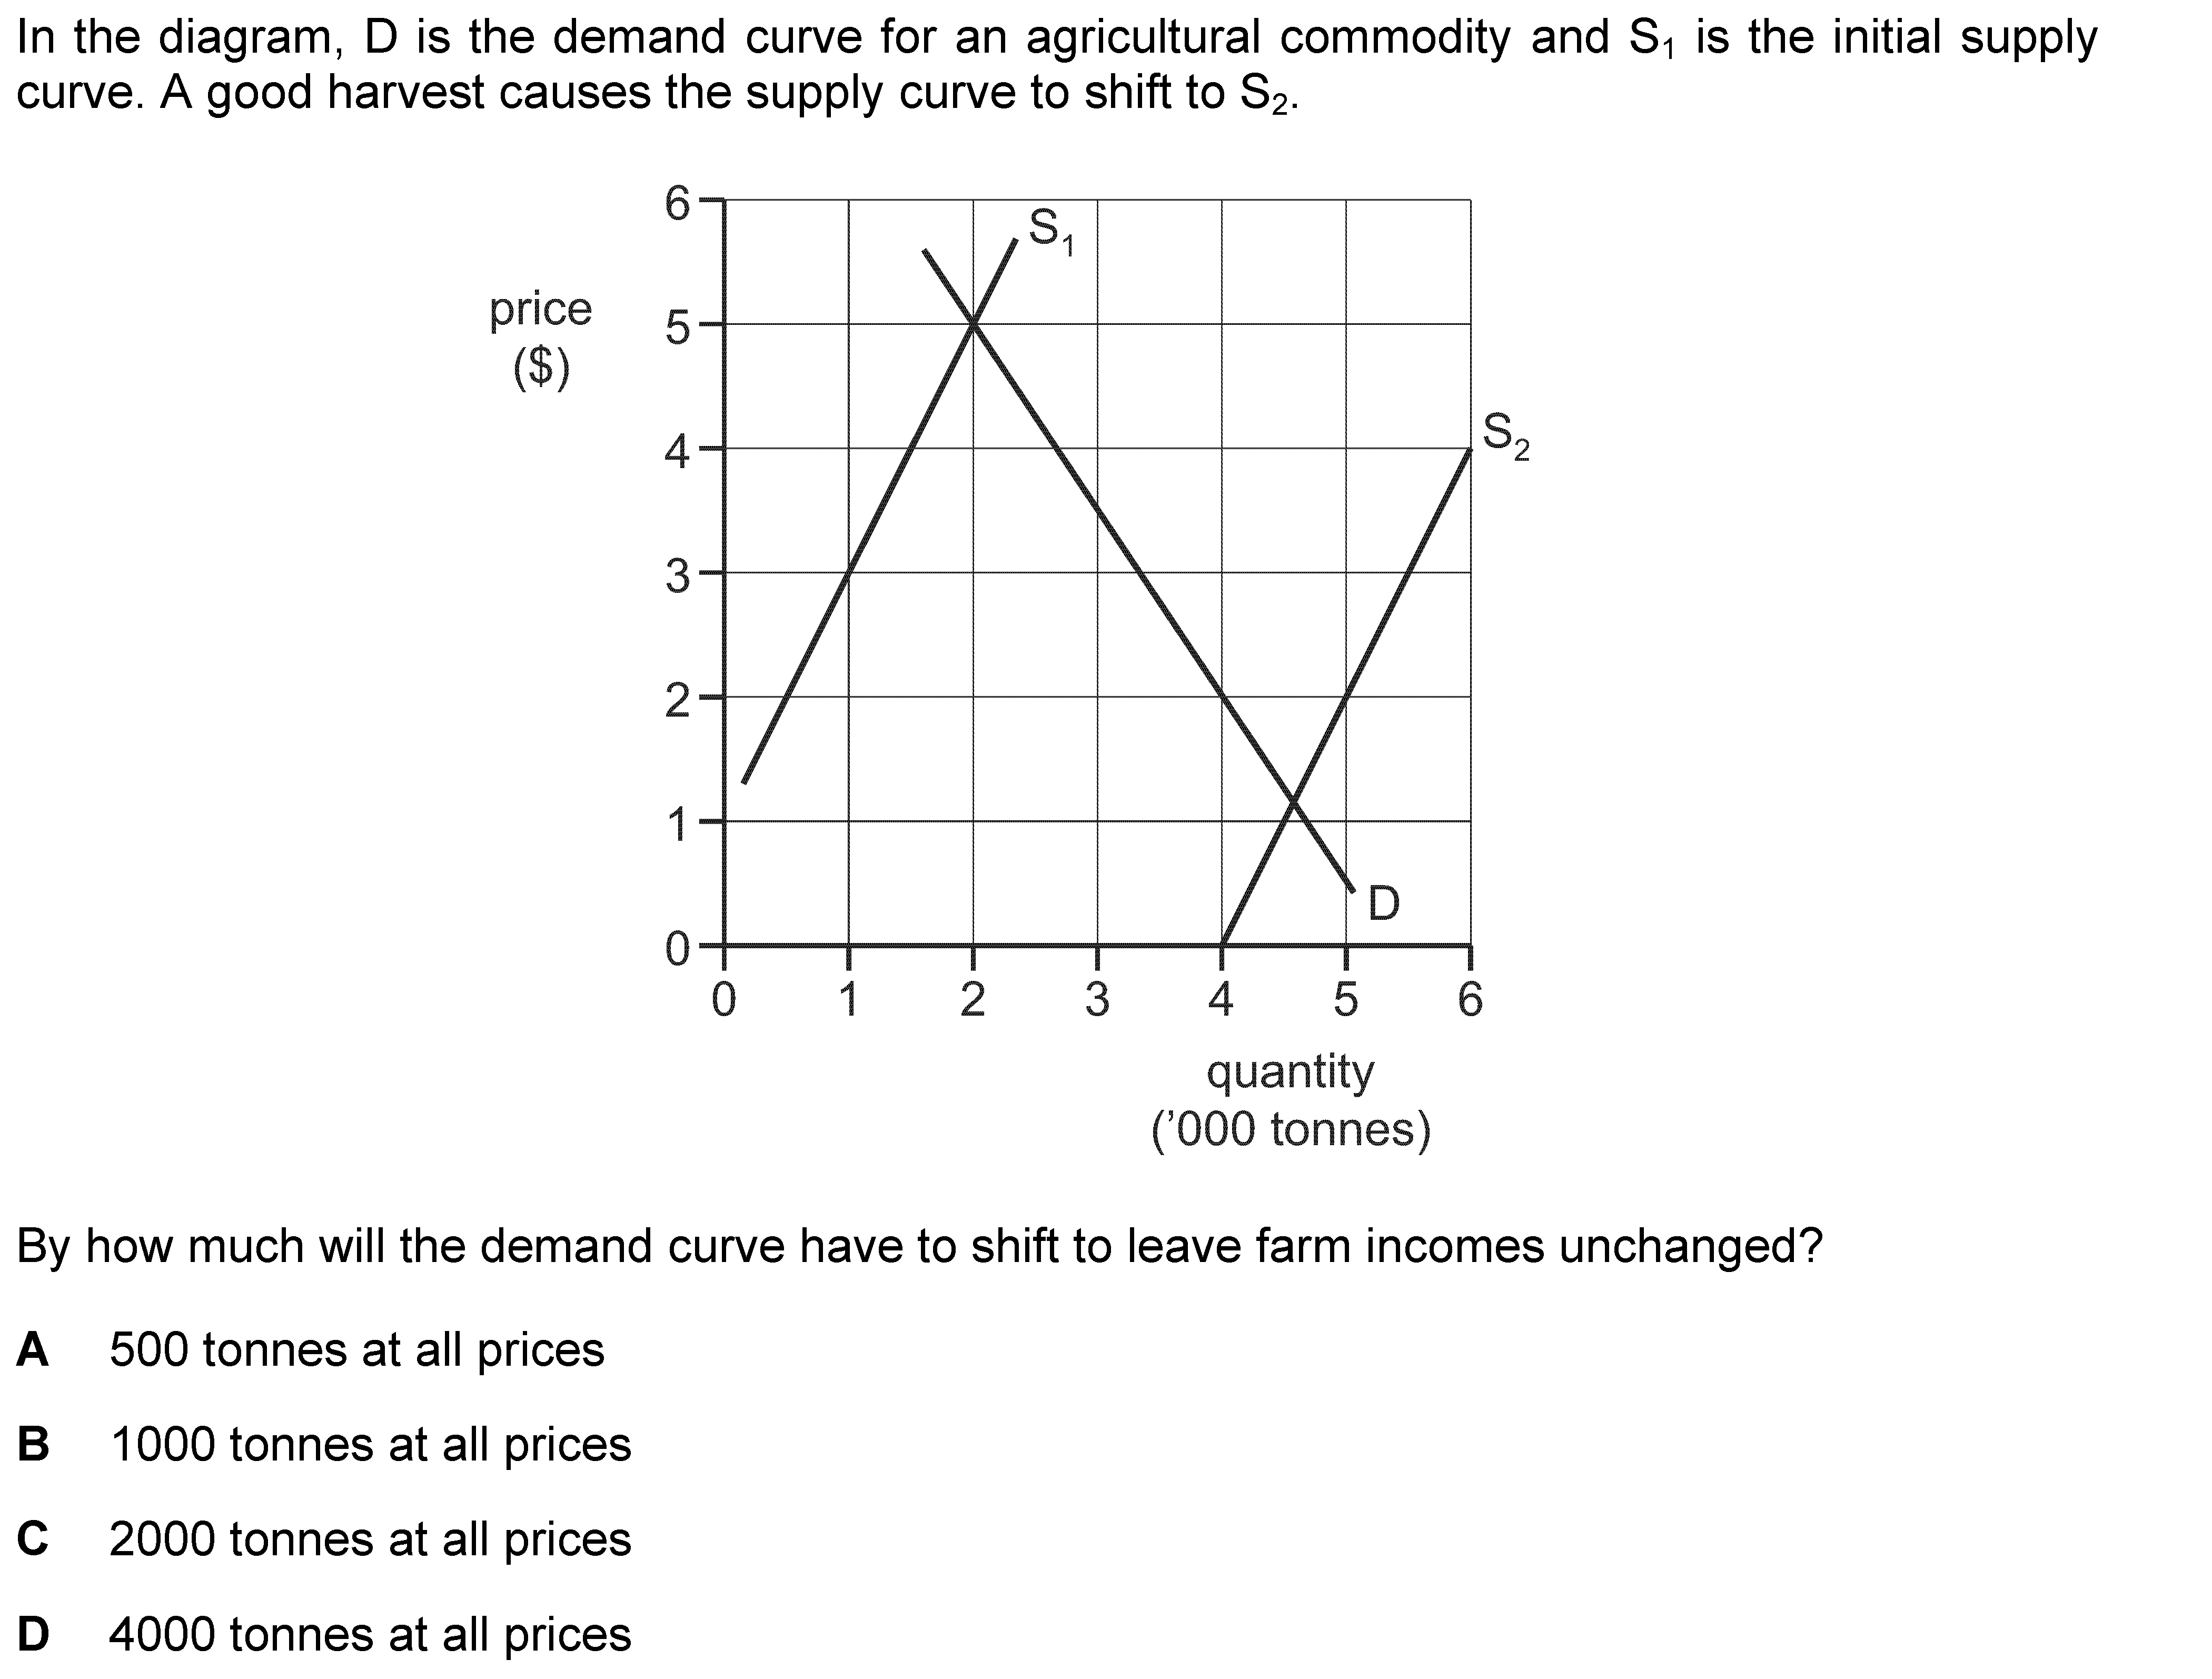 In the diagram, D is the demand curve for an agricultural commodity and S₁ is the initial supply
curve. A good harvest causes the supply curve to shift to S₂.
6
S₁
price
($)
5
4
S₂
3
2
1
D
0
0 1 2 3 4 5 6
quantity
(’000 tonnes)
By how much will the demand curve have to shift to leave farm incomes unchanged?
A 500 tonnes at all prices
B 1000 tonnes at all prices
C 2000 tonnes at all prices
D 4000 tonnes at all prices